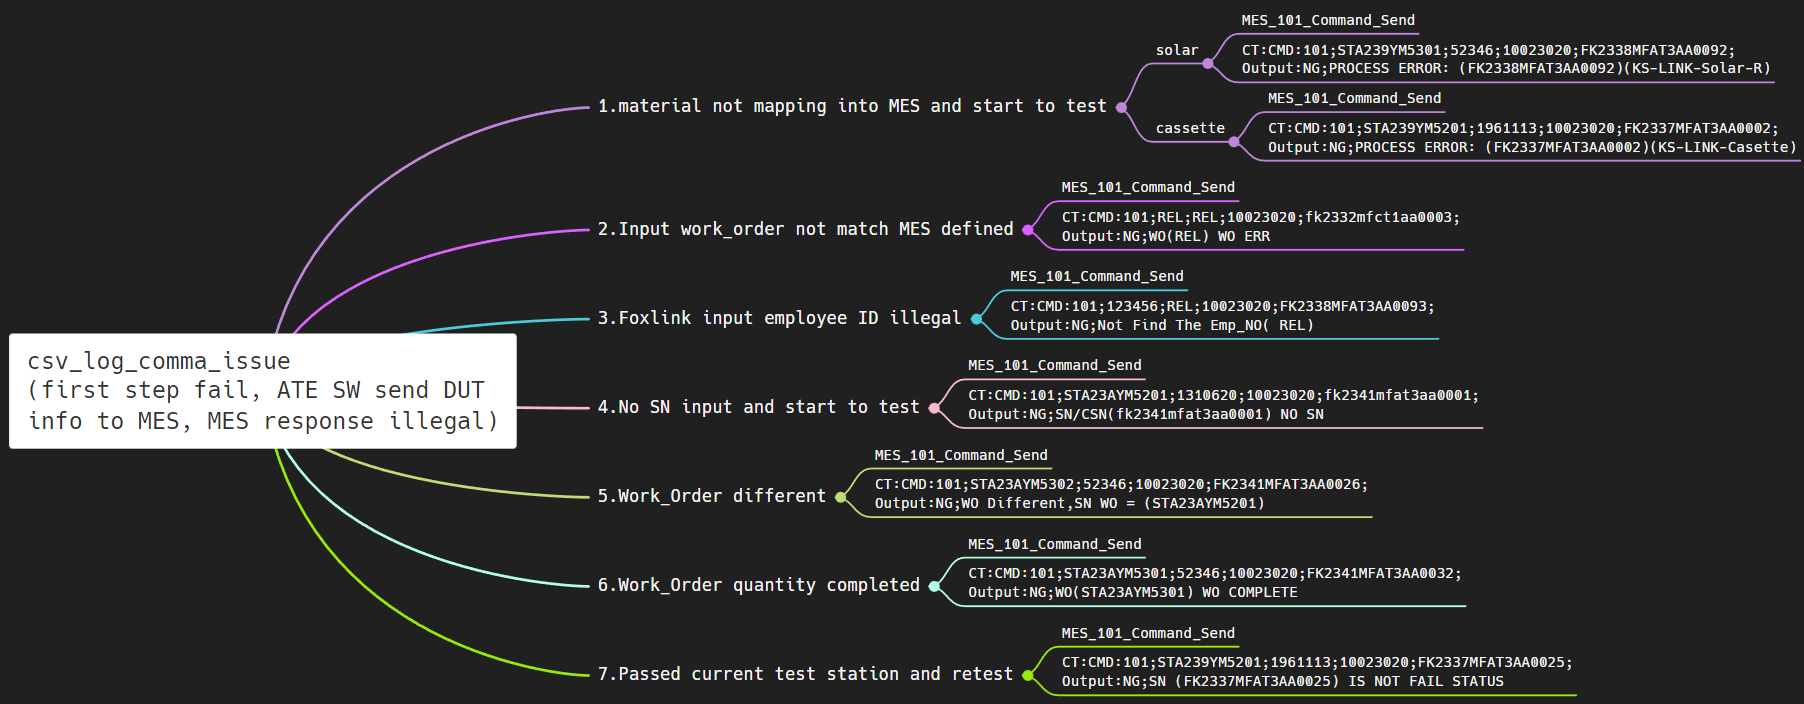 csv_log_comma_issue
(first step fail, ATE SW send DUT
info to MES, MES response illegal)
1.material not mapping into MES and start to test
solar
MES_101_Command_Send
CT:CMD:101;STA239YM5301;52346;10023020;FK2338MFAT3AA0092;
Output:NG;PROCESS ERROR: (FK2338MFAT3AA0092)(KS-LINK-Solar-R)
cassette
MES_101_Command_Send
CT:CMD:101;STA239YM5201;1961113;10023020;FK2337MFAT3AA0002;
Output:NG;PROCESS ERROR: (FK2337MFAT3AA0002)(KS-LINK-Casette)
2.Input work_order not match MES defined
MES_101_Command_Send
CT:CMD:101;REL;REL;10023020;fk2332mfct1aa0003;
Output:NG;WO(REL) WO ERR
3.Foxlink input employee ID illegal
MES_101_Command_Send
CT:CMD:101;123456;REL;10023020;FK2338MFAT3AA0093;
Output:NG;Not Find The Emp_NO( REL)
4.No SN input and start to test
MES_101_Command_Send
CT:CMD:101;STA23AYM5201;1310620;10023020;fk2341mfat3aa0001;
Output:NG;SN/CSN(fk2341mfat3aa0001) NO SN
5.Work_Order different
MES_101_Command_Send
CT:CMD:101;STA23AYM5302;52346;10023020;FK2341MFAT3AA0026;
Output:NG;WO Different,SN WO = (STA23AYM5201)
6.Work_Order quantity completed
MES_101_Command_Send
CT:CMD:101;STA23AYM5301;52346;10023020;FK2341MFAT3AA0032;
Output:NG;WO(STA23AYM5301) WO COMPLETE
7.Passed current test station and retest
MES_101_Command_Send
CT:CMD:101;STA239YM5201;1961113;10023020;FK2337MFAT3AA0025;
Output:NG;SN (FK2337MFAT3AA0025) IS NOT FAIL STATUS